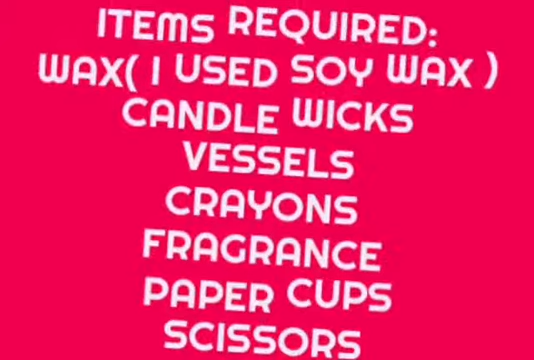 ITEMS REQUIRED:
WAX( I USED SOY WAX )
CANDLE WICKS
VESSELS
CRAYONS
FRAGRANCE
PAPER CUPS
SCISSORS